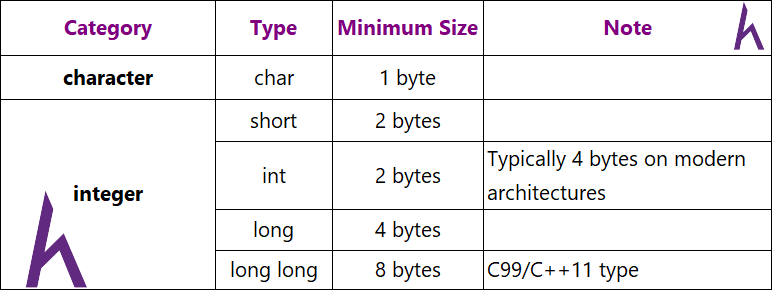 Category Type Minimum Size Note
character char 1 byte
integer
short 2 bytes
int 2 bytes Typically 4 bytes on modern
architectures
long 4 bytes
long long 8 bytes C99/C++11 type